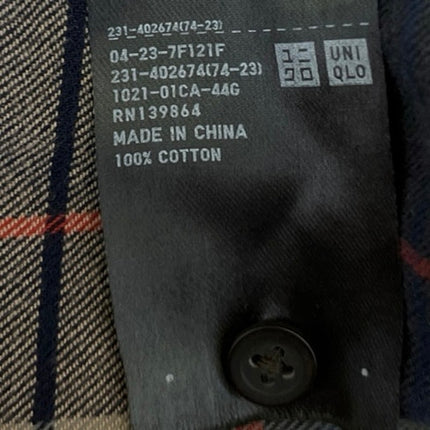 231-402674(74-23)
04-23-7F121F
231-402674(74-23)
1021-01CA-44G
RN139864
MADE IN CHINA
100% COTTON
ユニ
クロ
UNI
QLO